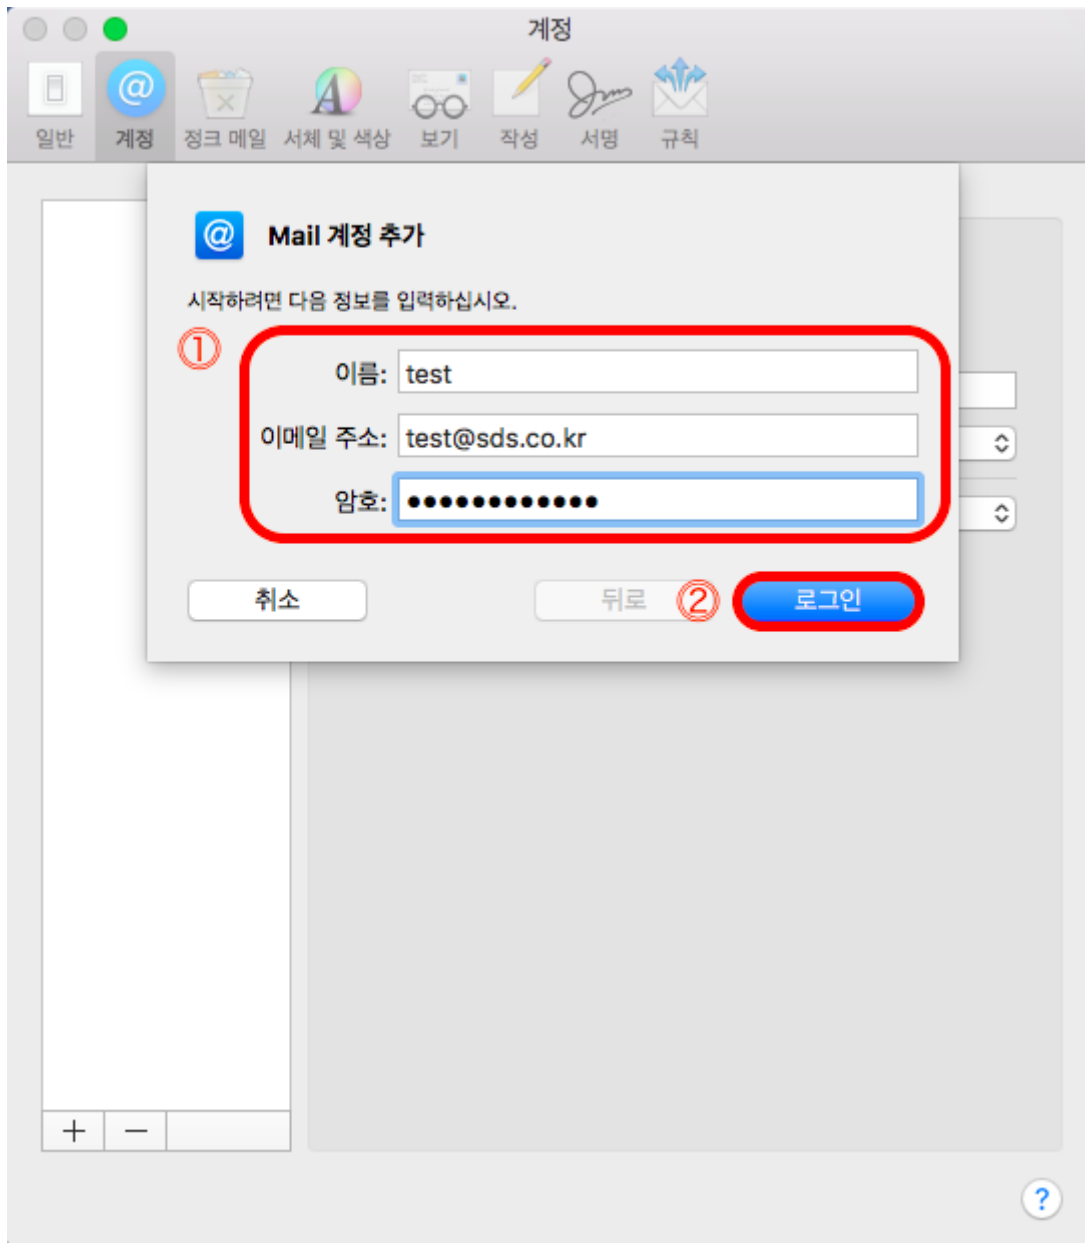 계정
일반 계정 정크 메일 서체 및 색상 보기 작성 서명 규칙
@ Mail 계정 추가
시작하려면 다음 정보를 입력하십시오.
①
이름: test
이메일 주소: test@sds.co.kr
암호: ●●●●●●●●●●●●
취소 뒤로 ② 로그인
+ −
?